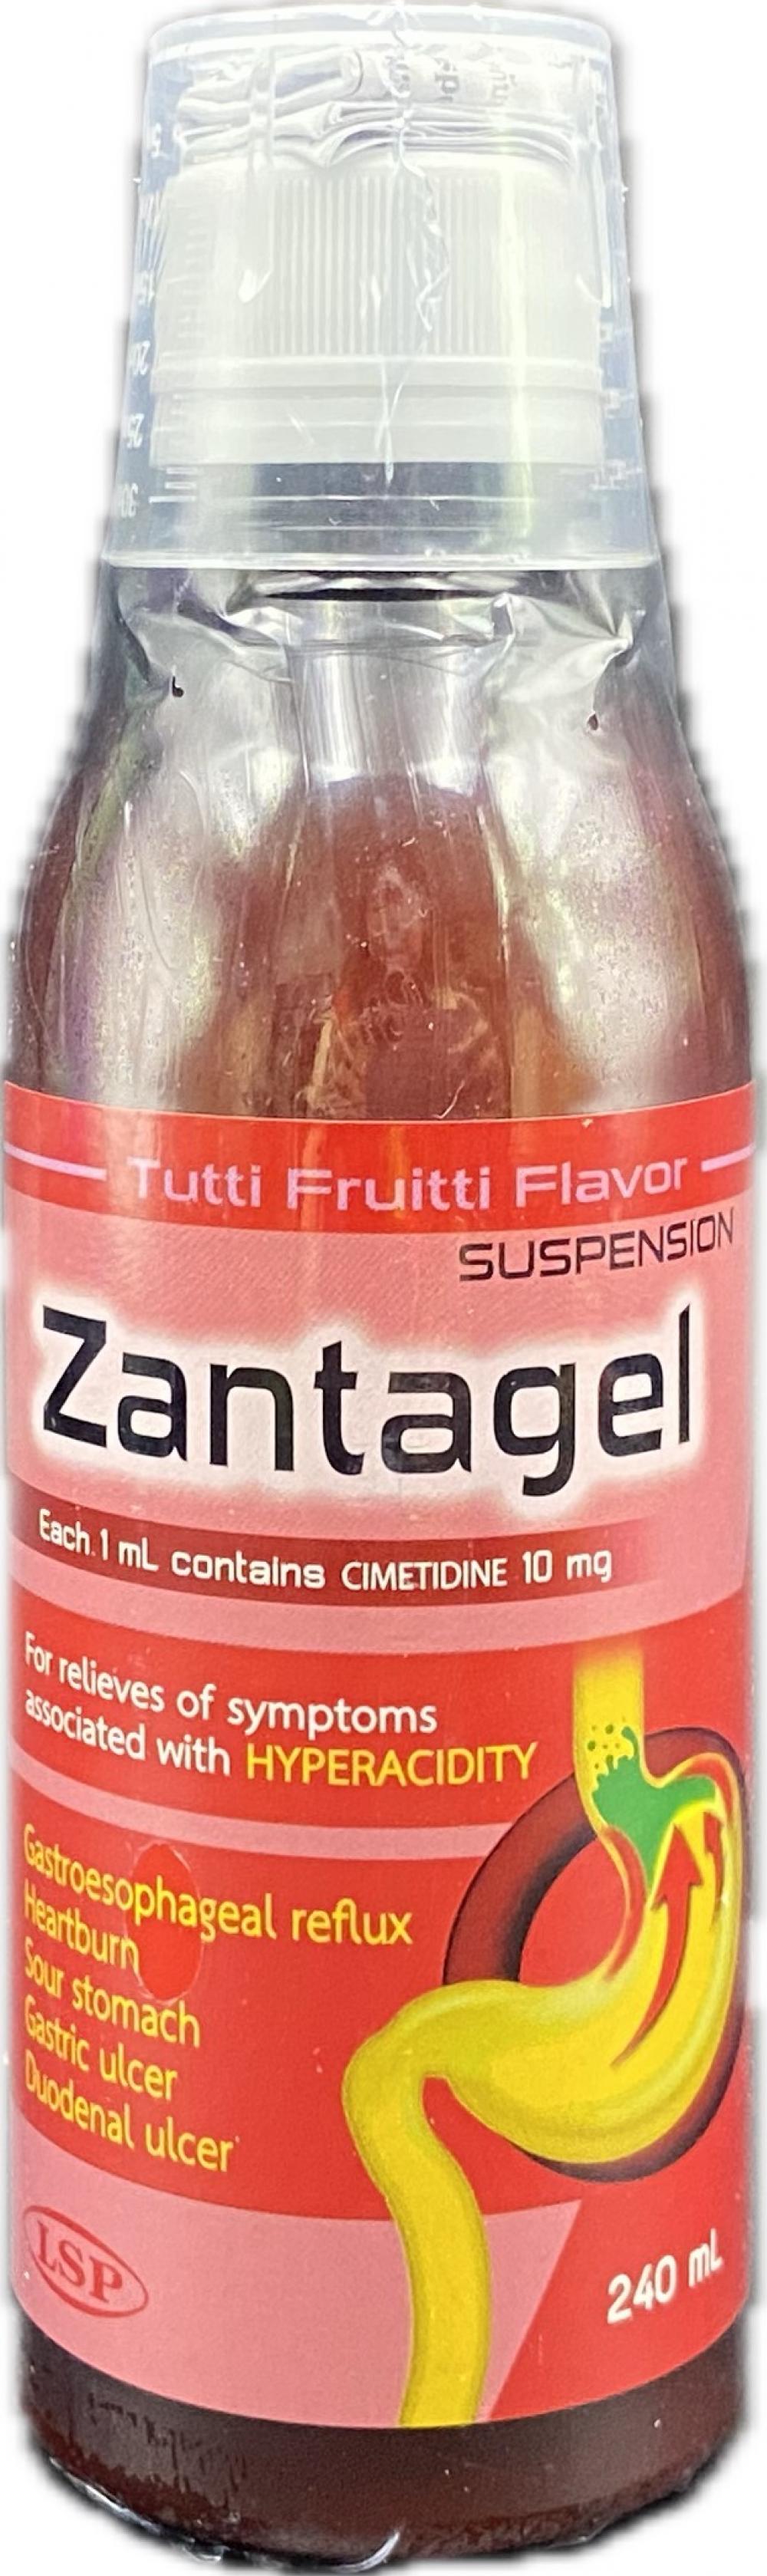 Tutti Fruitti Flavor
SUSPENSION
Zantagel
Each 1 mL contains CIMETIDINE 10 mg
For relieves of symptoms
associated with HYPERACIDITY
Gastroesophageal reflux
Heartburn
Sour stomach
Gastric ulcer
Duodenal ulcer
LSP
240 mL